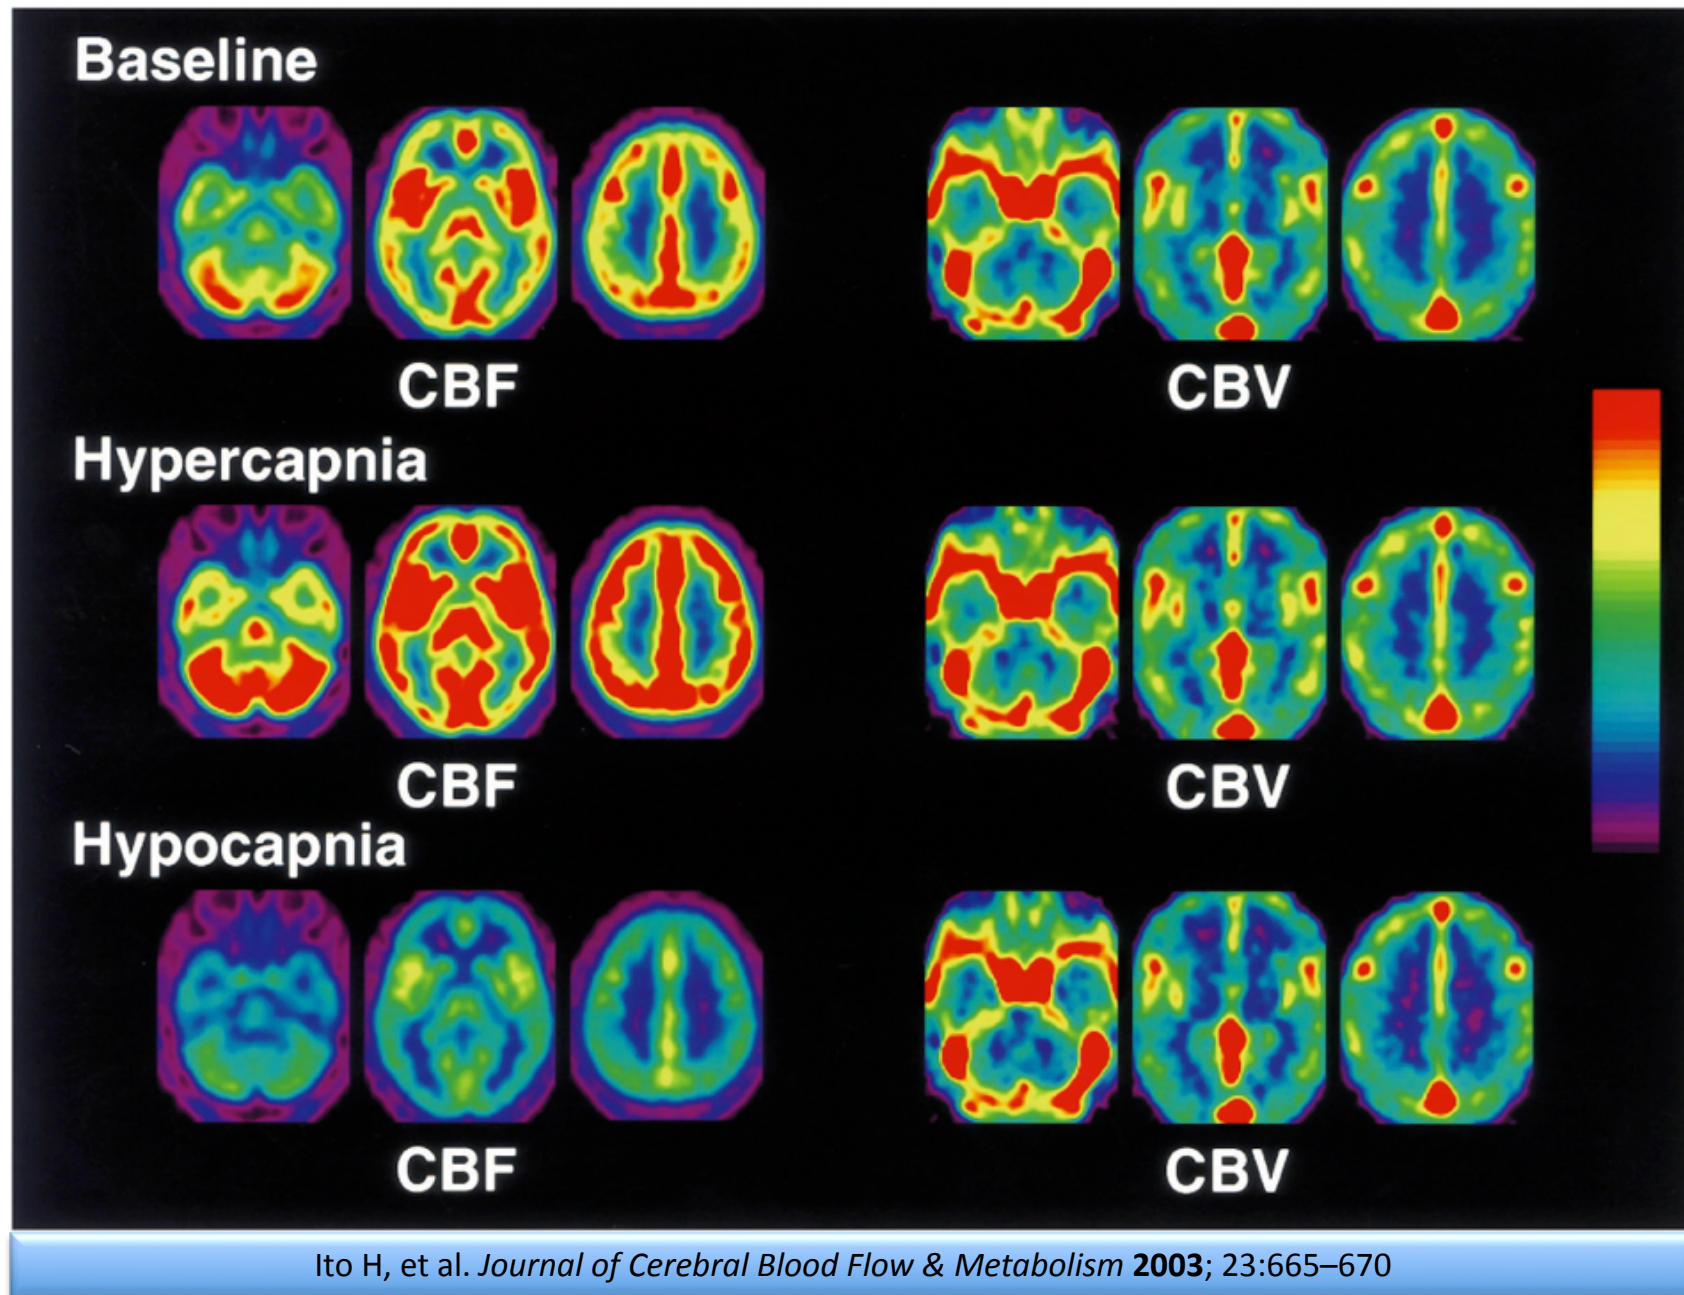 Baseline
CBF
CBV
Hypercapnia
CBF
CBV
Hypocapnia
CBF
CBV
Ito H, et al. Journal of Cerebral Blood Flow & Metabolism 2003; 23:665–670